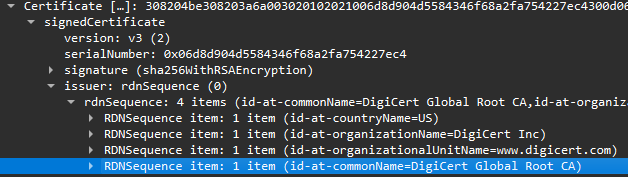 Certificate […]: 308204be308203a6a003020102021006d8d904d5584346f68a2fa754227ec4300d06
signedCertificate
version: v3 (2)
serialNumber: 0x06d8d904d5584346f68a2fa754227ec4
signature (sha256WithRSAEncryption)
issuer: rdnSequence (0)
rdnSequence: 4 items (id-at-commonName=DigiCert Global Root CA,id-at-organiza
RDNSequence item: 1 item (id-at-countryName=US)
RDNSequence item: 1 item (id-at-organizationName=DigiCert Inc)
RDNSequence item: 1 item (id-at-organizationalUnitName=www.digicert.com)
RDNSequence item: 1 item (id-at-commonName=DigiCert Global Root CA)